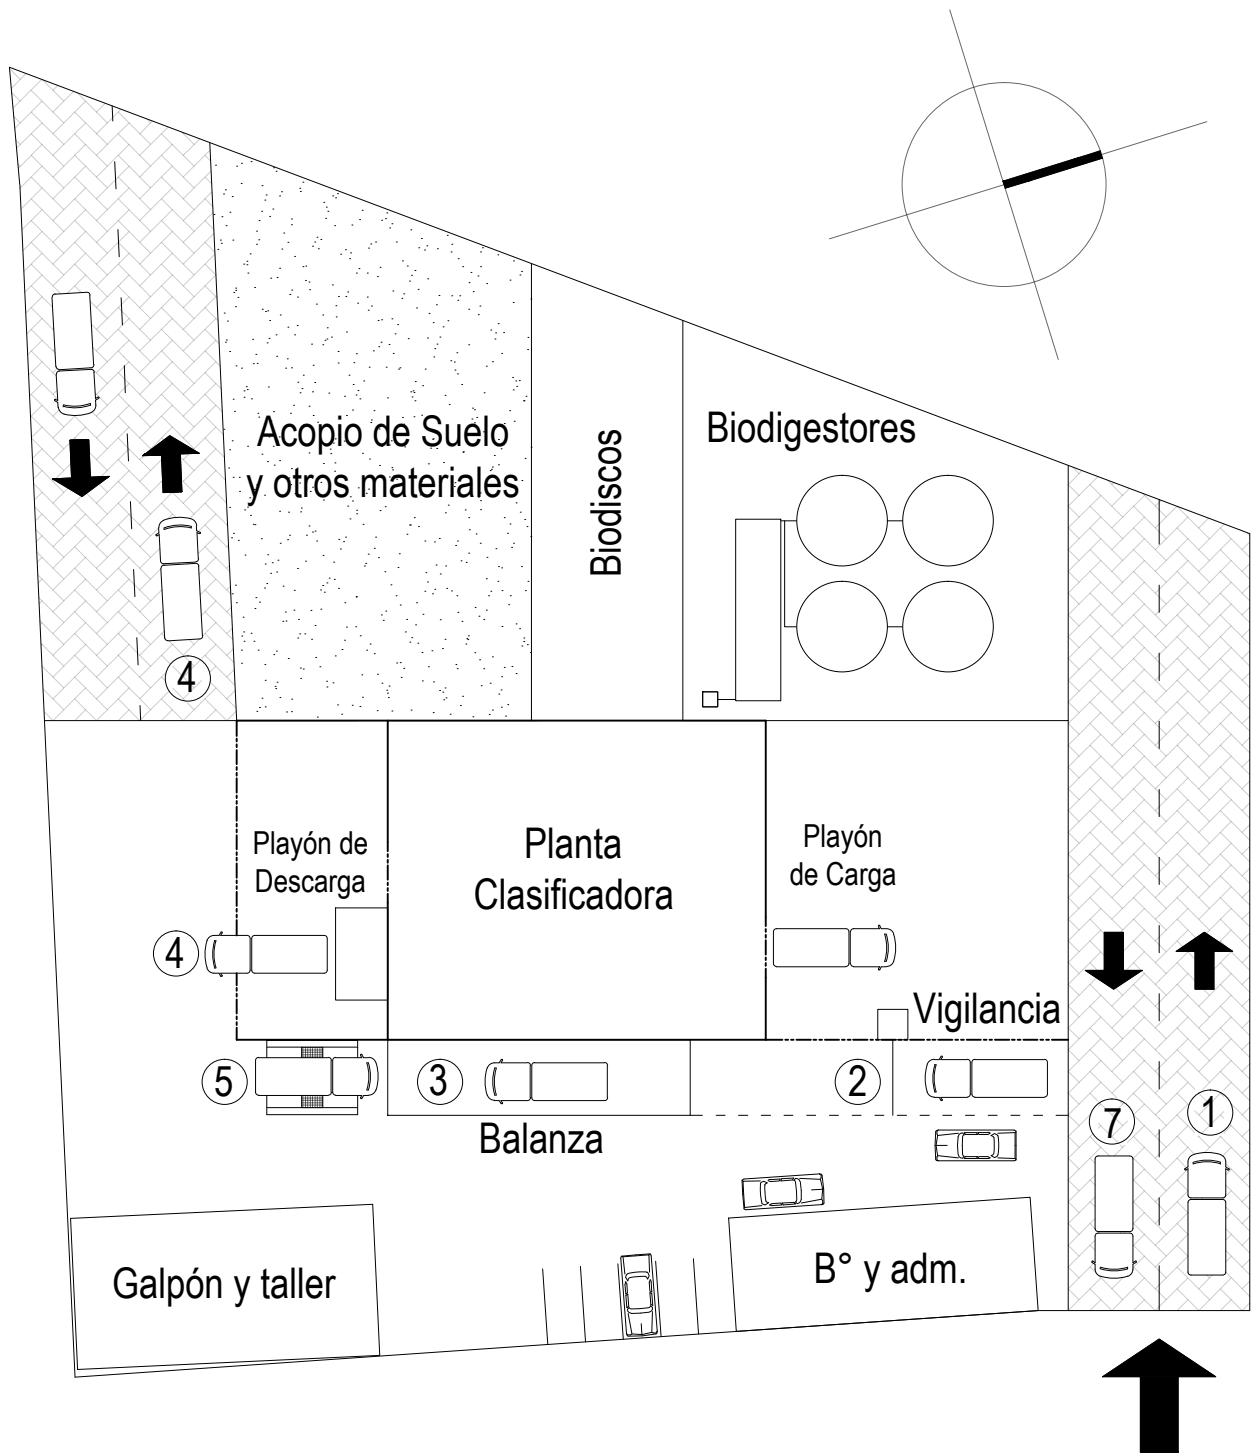 Acopio de Suelo
y otros materiales
Biodiscos
Biodigestores
4
Playón de
Descarga
Planta
Clasificadora
Playón
de Carga
4
Vigilancia
5
3
2
7
1
Balanza
Galpón y taller
B° y adm.